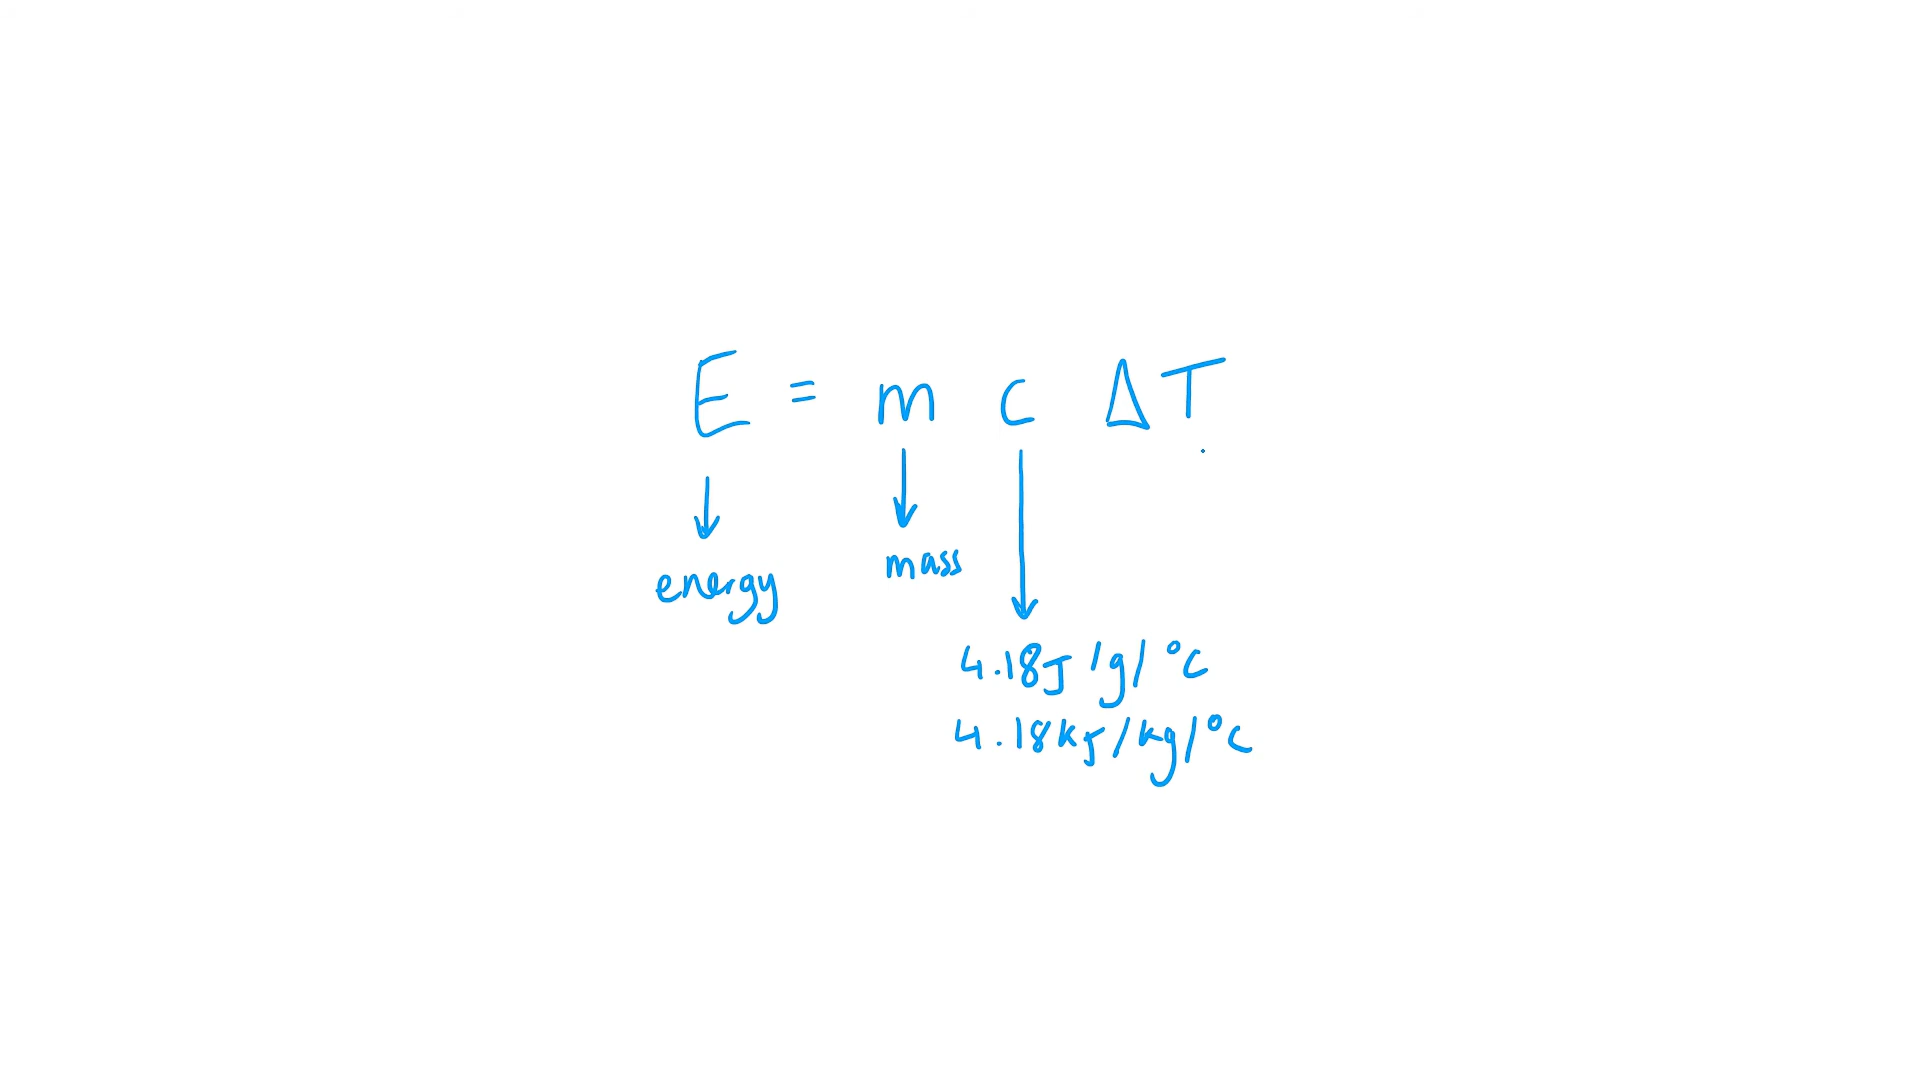 E = m c ΔT
energy
mass
4.18J/g/°C
4.18kJ/kg/°C